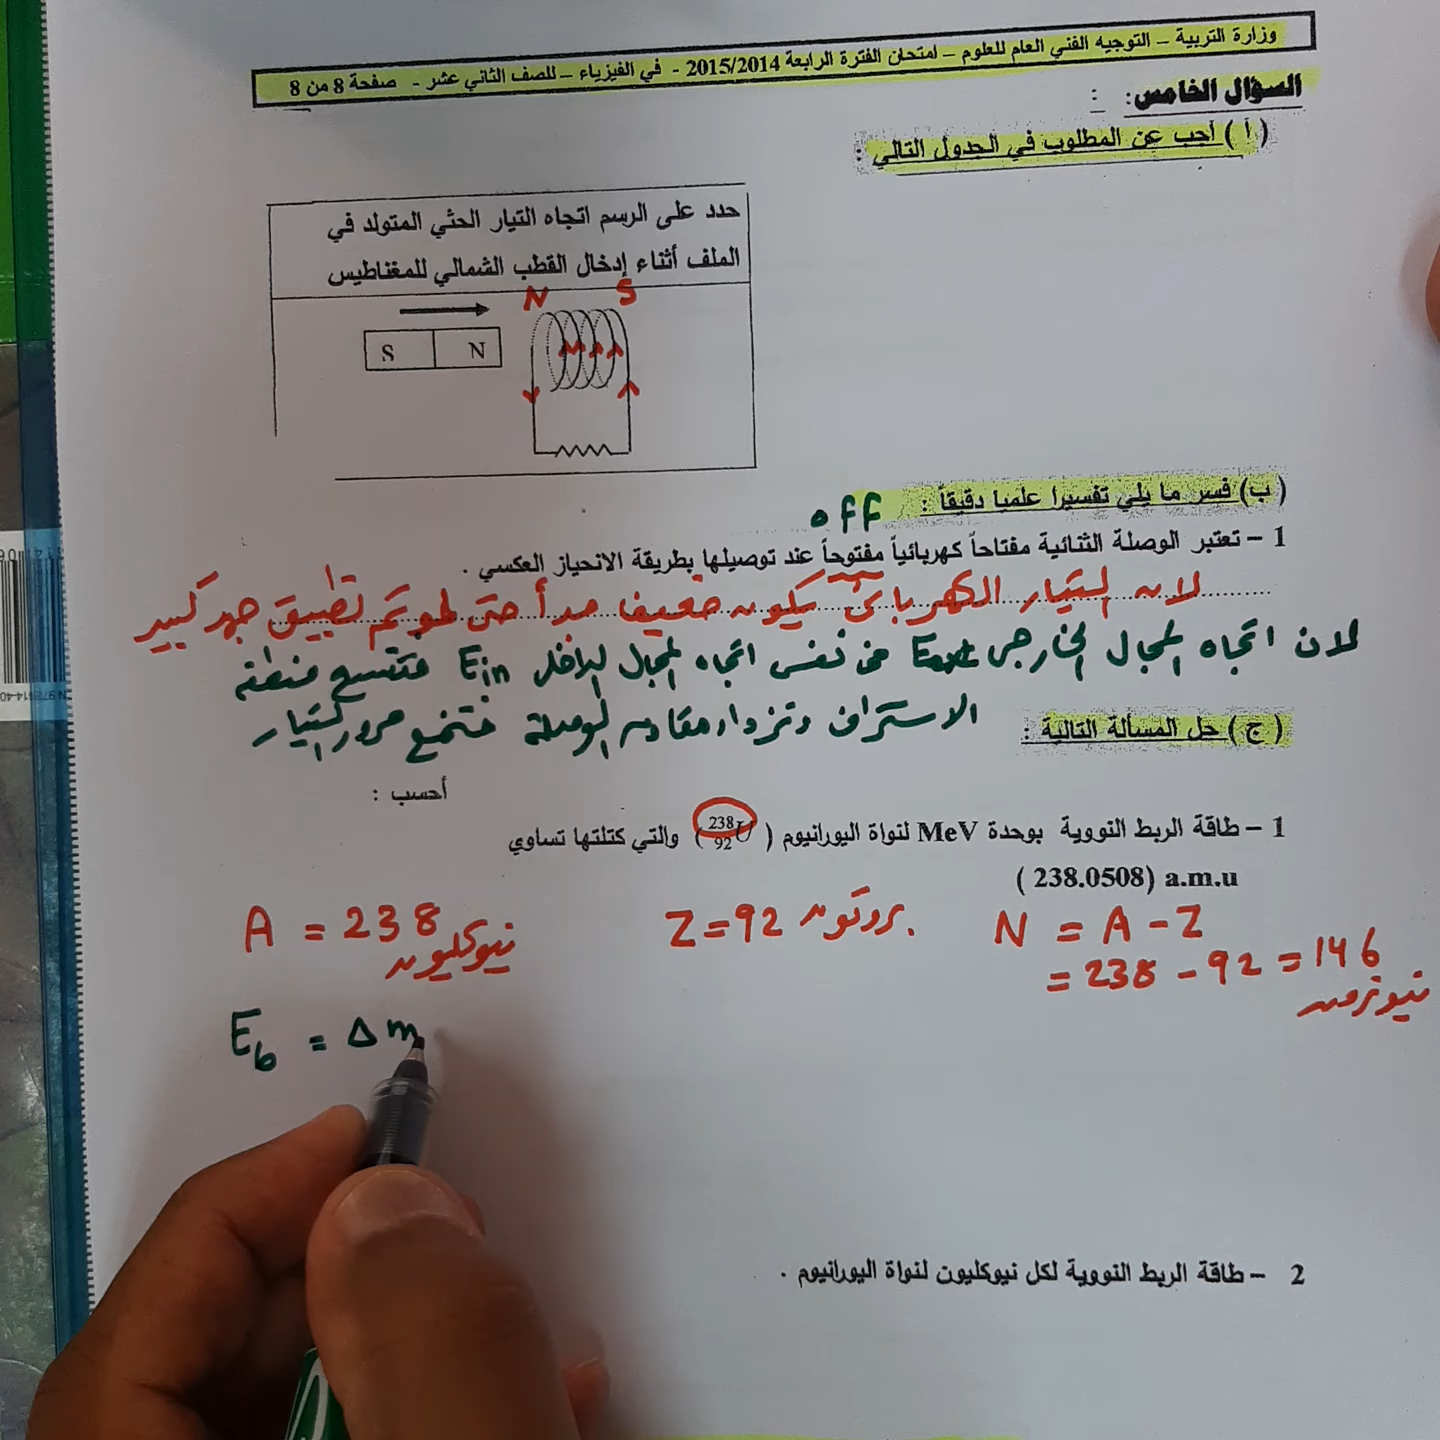 وزارة التربية – التوجيه الفني العام للعلوم – امتحان الفترة الرابعة 2015/2014 - في الفيزياء – للصف الثاني عشر - صفحة 8 من 8
السؤال الخامس: :
( أ ) أجب عن المطلوب في الجدول التالي :
حدد على الرسم اتجاه التيار الحثي المتولد في
الملف أثناء إدخال القطب الشمالي للمغناطيس
N S
S N
(ب) فسر ما يلي تفسيرا علميا دقيقاً :
off
1 – تعتبر الوصلة الثنائية مفتاحاً كهربائياً مفتوحاً عند توصيلها بطريقة الانحياز العكسي .
لان التيار الكهربائي يكون ضعيف جداً حتى لو تم تطبيق جهد كبير
لان اتجاه المجال الخارجي Eext في نفس اتجاه المجال الداخلي Ein فتتسع منطقة
الاستنزاف وتزداد مقاومة الوصلة فتمنع مرور التيار
( ج ) حل المسألة التالية :
أحسب :
1 – طاقة الربط النووية بوحدة MeV لنواة اليورانيوم ( 238 92 U ) والتي كتلتها تساوي
( 238.0508) a.m.u
A = 238 نيوكليون
Z = 92 بروتون .
N = A - Z
= 238 - 92 = 146 نيوترون
Eb = Δ m
2 – طاقة الربط النووية لكل نيوكليون لنواة اليورانيوم .